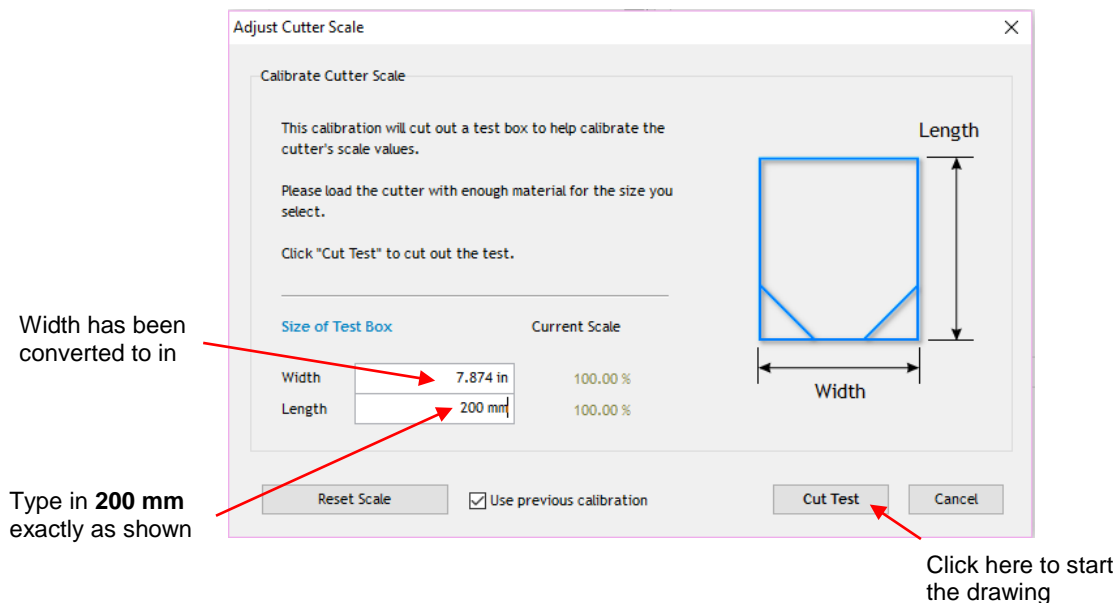 Adjust Cutter Scale
Calibrate Cutter Scale
This calibration will cut out a test box to help calibrate the
cutter's scale values.
Please load the cutter with enough material for the size you
select.
Click "Cut Test" to cut out the test.
Length
Width
Size of Test Box
Current Scale
Width
7.874 in
100.00 %
Length
200 mm
100.00 %
Width has been
converted to in
Type in 200 mm
exactly as shown
Reset Scale
Use previous calibration
Cut Test
Cancel
Click here to start
the drawing